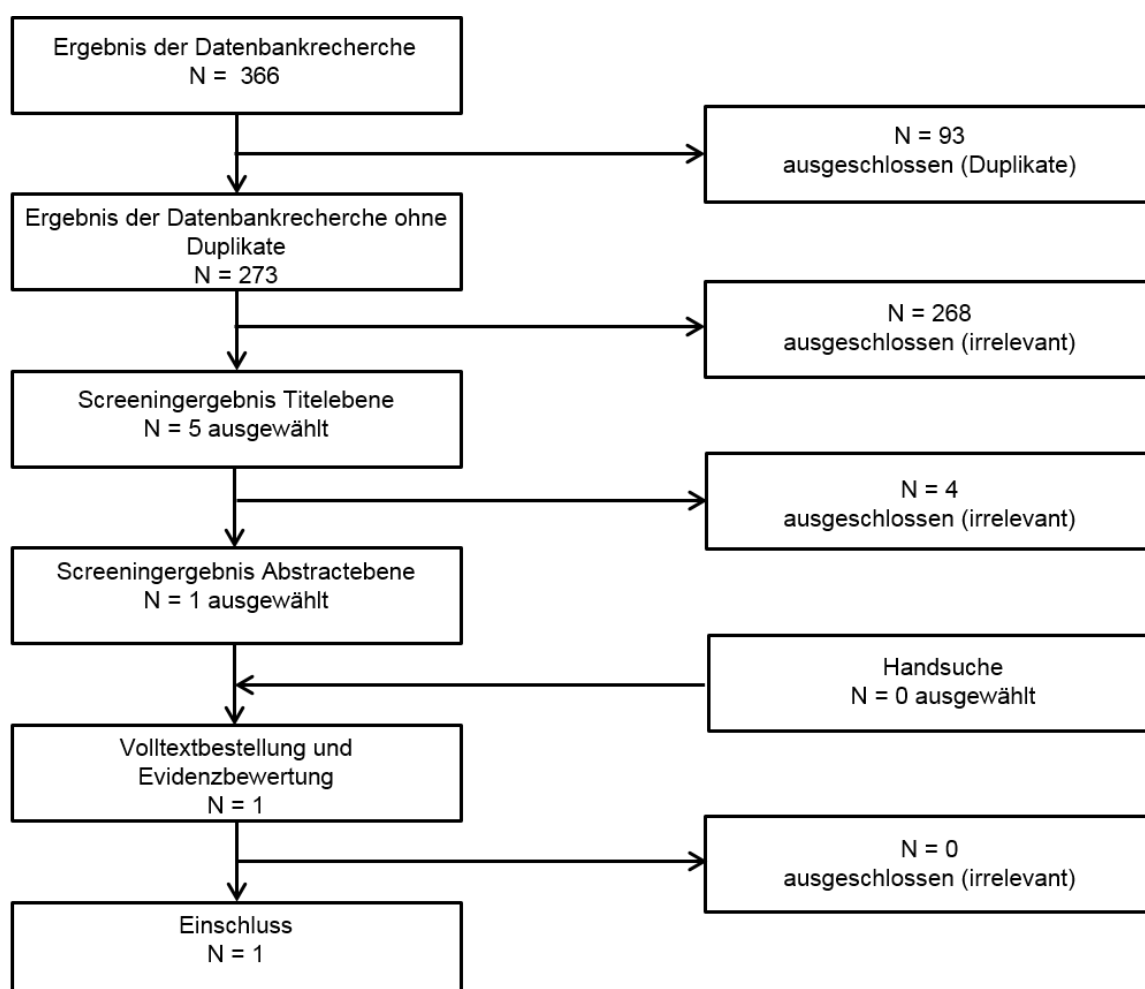 Ergebnis der Datenbankrecherche
N =  366
N = 93
ausgeschlossen (Duplikate)
Ergebnis der Datenbankrecherche ohne
Duplikate
N = 273
N = 268
ausgeschlossen (irrelevant)
Screeningergebnis Titelebene
N = 5 ausgewählt
N = 4
ausgeschlossen (irrelevant)
Screeningergebnis Abstractebene
N = 1 ausgewählt
Handsuche
N = 0 ausgewählt
Volltextbestellung und
Evidenzbewertung
N = 1
N = 0
ausgeschlossen (irrelevant)
Einschluss
N = 1